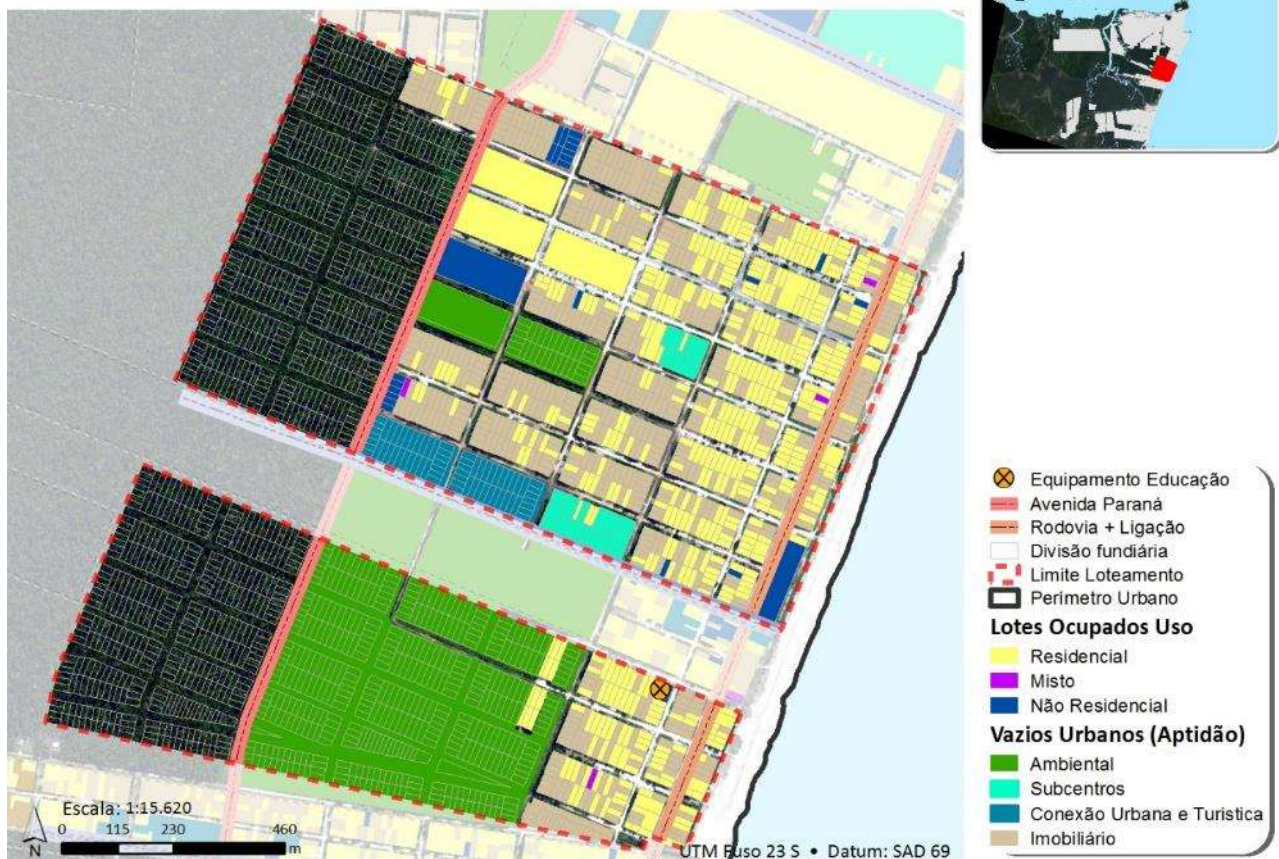 Equipamento Educação
Avenida Paraná
Rodovia + Ligação
Divisão fundiária
Limite Loteamento
Perímetro Urbano
Lotes Ocupados Uso
Residencial
Misto
Não Residencial
Vazios Urbanos (Aptidão)
Ambiental
Subcentros
Conexão Urbana e Turistica
Imobiliário
Escala: 1:15.620
0 115 230 460
m
N
UTM Fuso 23 S • Datum: SAD 69